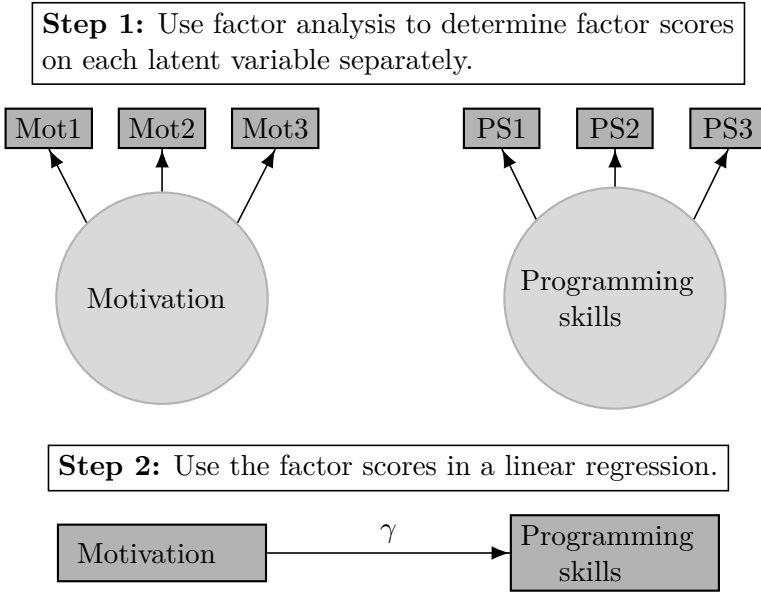 Step 1: Use factor analysis to determine factor scores
on each latent variable separately.
Mot1 Mot2 Mot3 PS1 PS2 PS3
Motivation
Programming
skills
Step 2: Use the factor scores in a linear regression.
γ
Motivation
Programming
skills